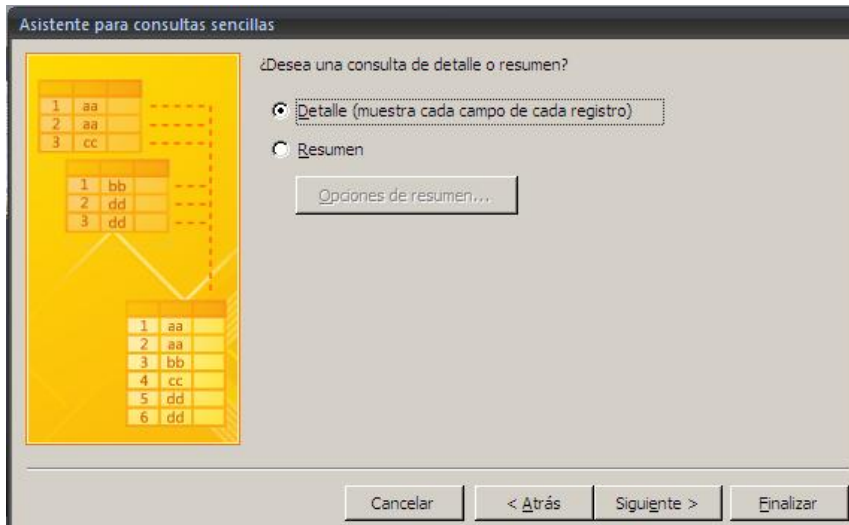 Asistente para consultas sencillas
¿Desea una consulta de detalle o resumen?
Detalle (muestra cada campo de cada registro)
Resumen
Opciones de resumen...
1 aa
2 aa
3 cc
1 bb
2 dd
3 dd
1 aa
2 aa
3 bb
4 cc
5 dd
6 dd
Cancelar < Atrás Siguiente > Finalizar